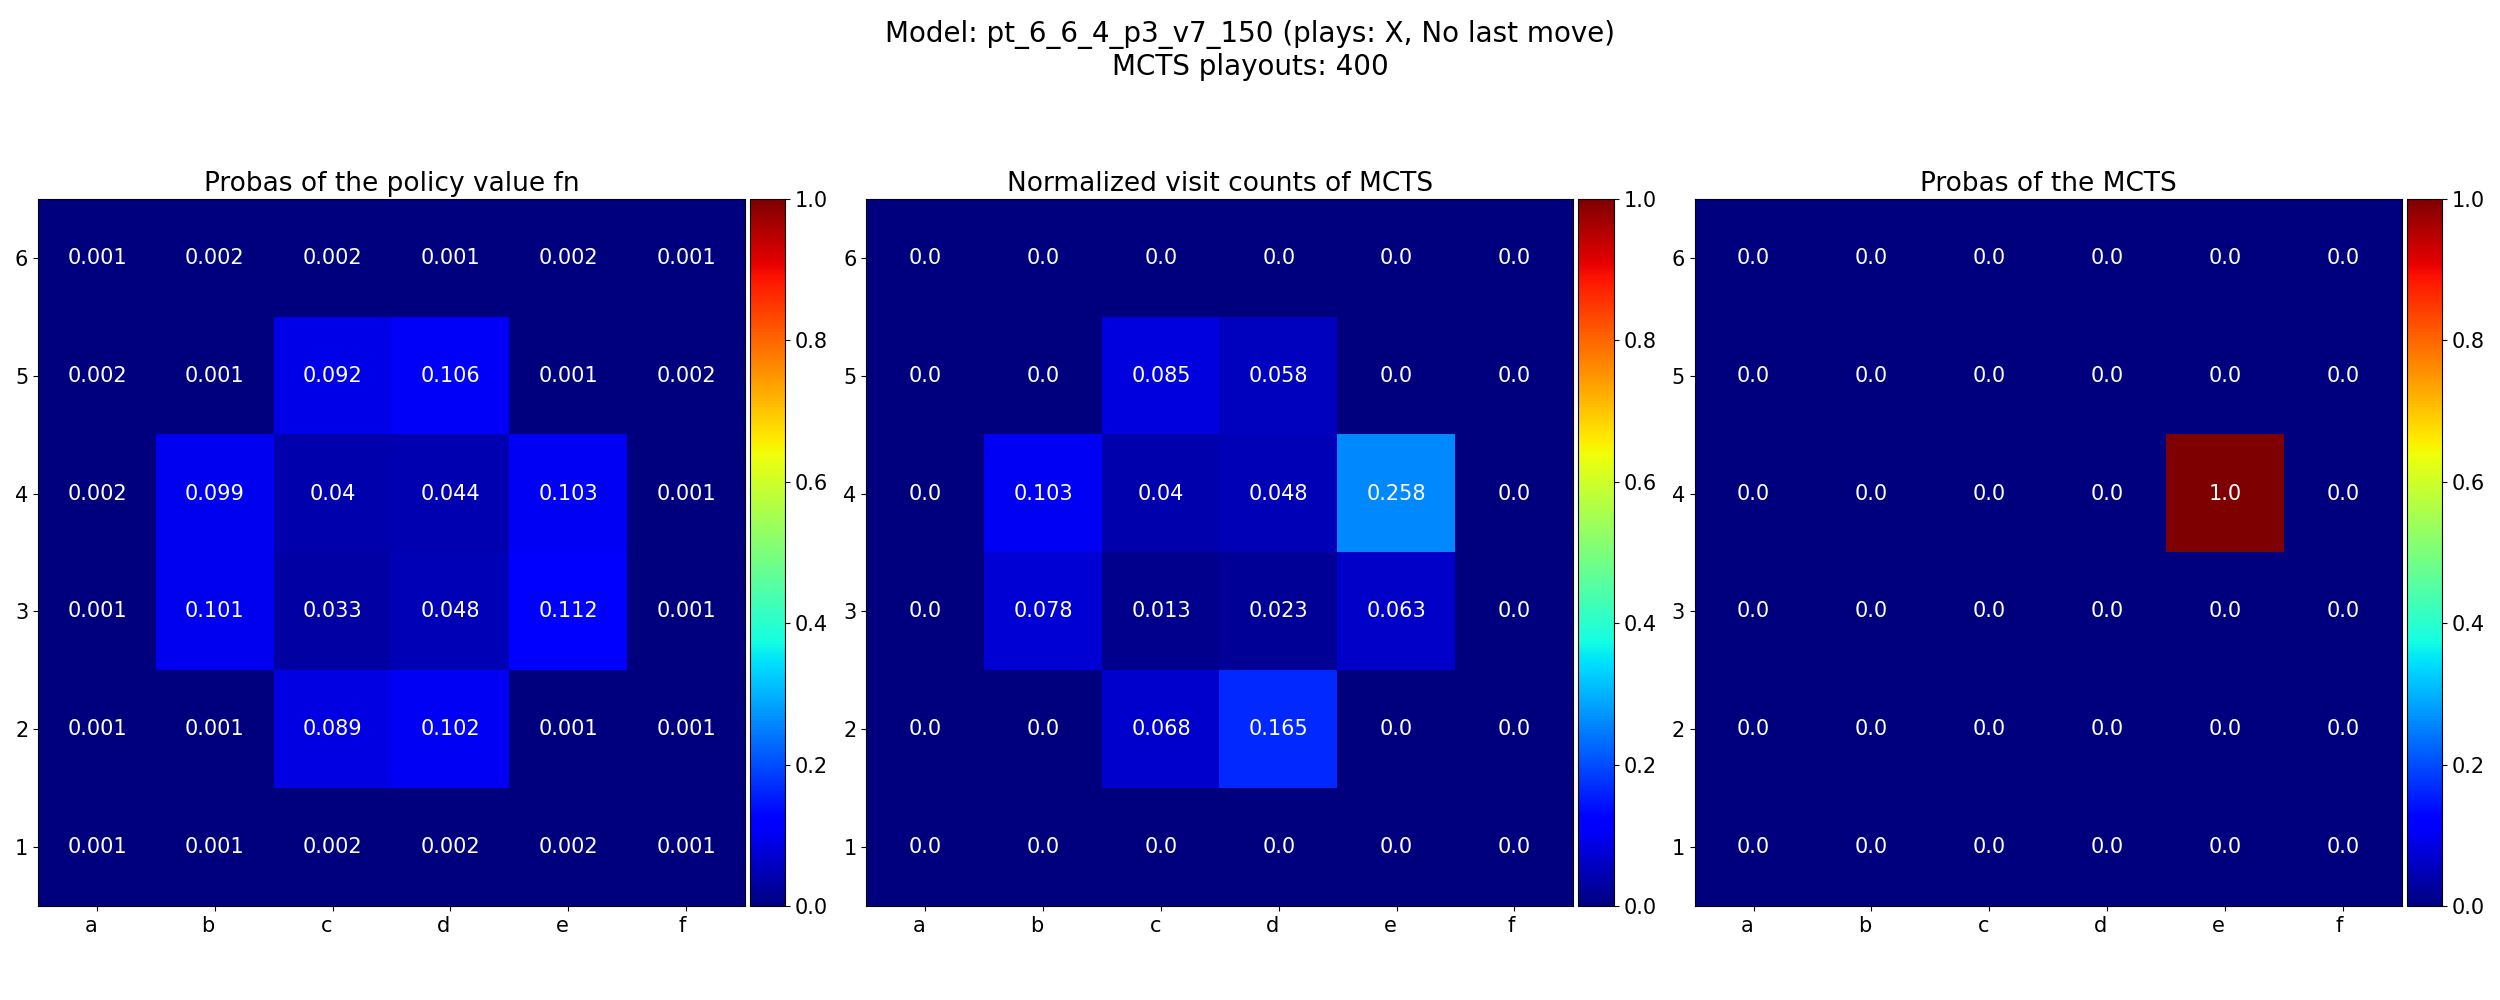 Model: pt_6_6_4_p3_v7_150 (plays: X, No last move)
MCTS playouts: 400
Probas of the policy value fn
6 0.001 0.002 0.002 0.001 0.002 0.001
5 0.002 0.001 0.092 0.106 0.001 0.002
4 0.002 0.099 0.04 0.044 0.103 0.001
3 0.001 0.101 0.033 0.048 0.112 0.001
2 0.001 0.001 0.089 0.102 0.001 0.001
1 0.001 0.001 0.002 0.002 0.002 0.001
a b c d e f
1.0
0.8
0.6
0.4
0.2
0.0
Normalized visit counts of MCTS
6 0.0 0.0 0.0 0.0 0.0 0.0
5 0.0 0.0 0.085 0.058 0.0 0.0
4 0.0 0.103 0.04 0.048 0.258 0.0
3 0.0 0.078 0.013 0.023 0.063 0.0
2 0.0 0.0 0.068 0.165 0.0 0.0
1 0.0 0.0 0.0 0.0 0.0 0.0
a b c d e f
1.0
0.8
0.6
0.4
0.2
0.0
Probas of the MCTS
6 0.0 0.0 0.0 0.0 0.0 0.0
5 0.0 0.0 0.0 0.0 0.0 0.0
4 0.0 0.0 0.0 0.0 1.0 0.0
3 0.0 0.0 0.0 0.0 0.0 0.0
2 0.0 0.0 0.0 0.0 0.0 0.0
1 0.0 0.0 0.0 0.0 0.0 0.0
a b c d e f
1.0
0.8
0.6
0.4
0.2
0.0